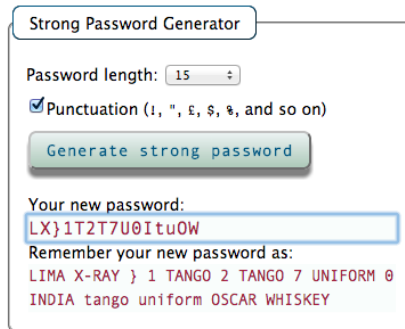 Strong Password Generator
Password length: 15
Punctuation (!, ", £, $, %, and so on)
Generate strong password
Your new password:
LX}1T2T7U0ItuOW
Remember your new password as:
LIMA X-RAY } 1 TANGO 2 TANGO 7 UNIFORM 0
INDIA tango uniform OSCAR WHISKEY